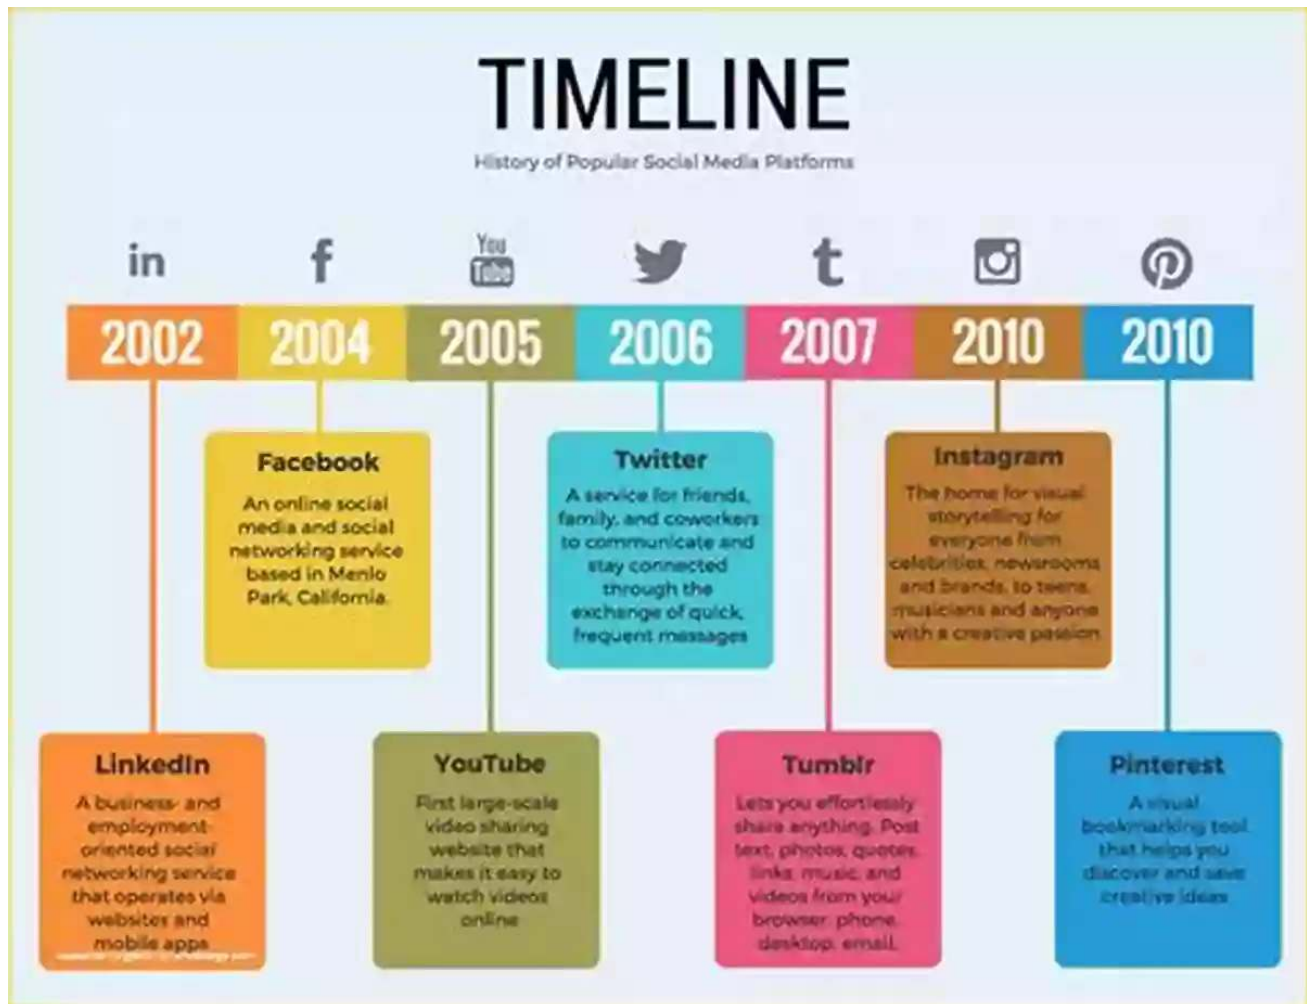 TIMELINE
History of Popular Social Media Platforms
in
f
You
Tube
t
2002
2004
2005
2006
2007
2010
2010
Facebook
An online social
media and social
networking service
based in Menlo
Park, California.
Twitter
A service for friends,
family, and coworkers
to communicate and
stay connected
through the
exchange of quick,
frequent messages
Instagram
The home for visual
storytelling for
everyone from
celebrities, newsrooms
and brands, to teens,
musicians and anyone
with a creative passion.
LinkedIn
A business- and
employment-
oriented social
networking service
that operates via
websites and
mobile apps
YouTube
First large-scale
video sharing
website that
makes it easy to
watch videos
online
Tumblr
Lets you effortlessly
share anything. Post
text, photos, quotes,
links, music, and
videos from your
browser, phone,
desktop, email,
Pinterest
A visual
bookmarking tool
that helps you
discover and save
creative ideas